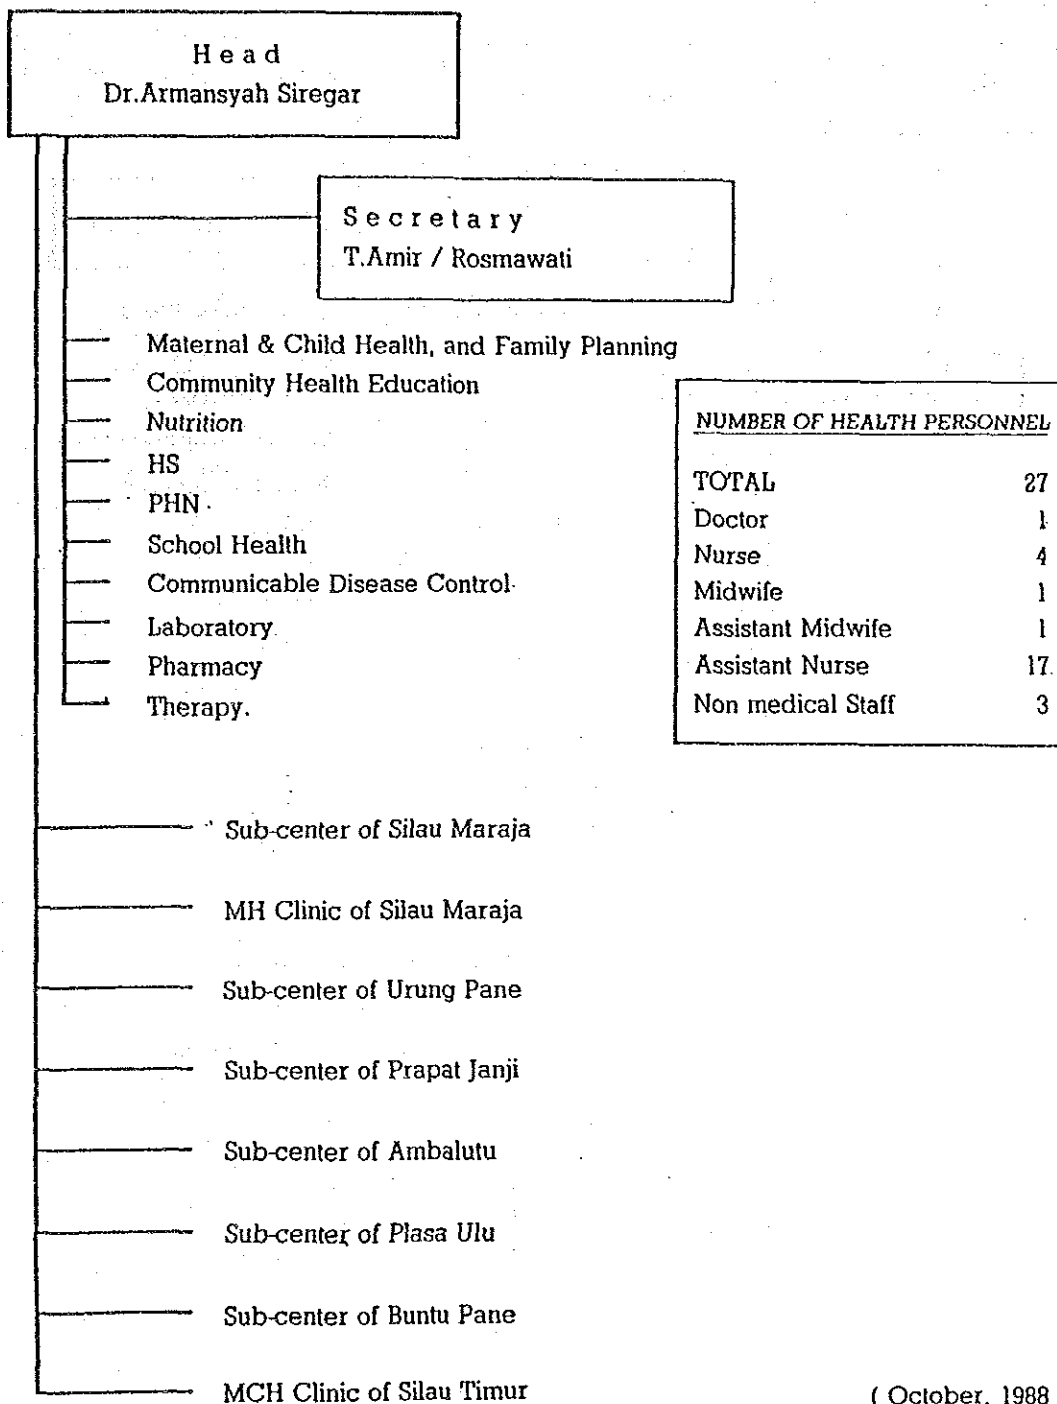 Head
Dr.Armansyah Siregar
Secretary
T.Amir / Rosmawati
Maternal & Child Health, and Family Planning
Community Health Education
Nutrition
HS
PHN
School Health
Communicable Disease Control
Laboratory
Pharmacy
Therapy.
NUMBER OF HEALTH PERSONNEL
TOTAL 27
Doctor 1
Nurse 4
Midwife 1
Assistant Midwife 1
Assistant Nurse 17
Non medical Staff 3
Sub-center of Silau Maraja
MH Clinic of Silau Maraja
Sub-center of Urung Pane
Sub-center of Prapat Janji
Sub-center of Ambalutu
Sub-center of Plasa Ulu
Sub-center of Buntu Pane
MCH Clinic of Silau Timur
( October, 1988